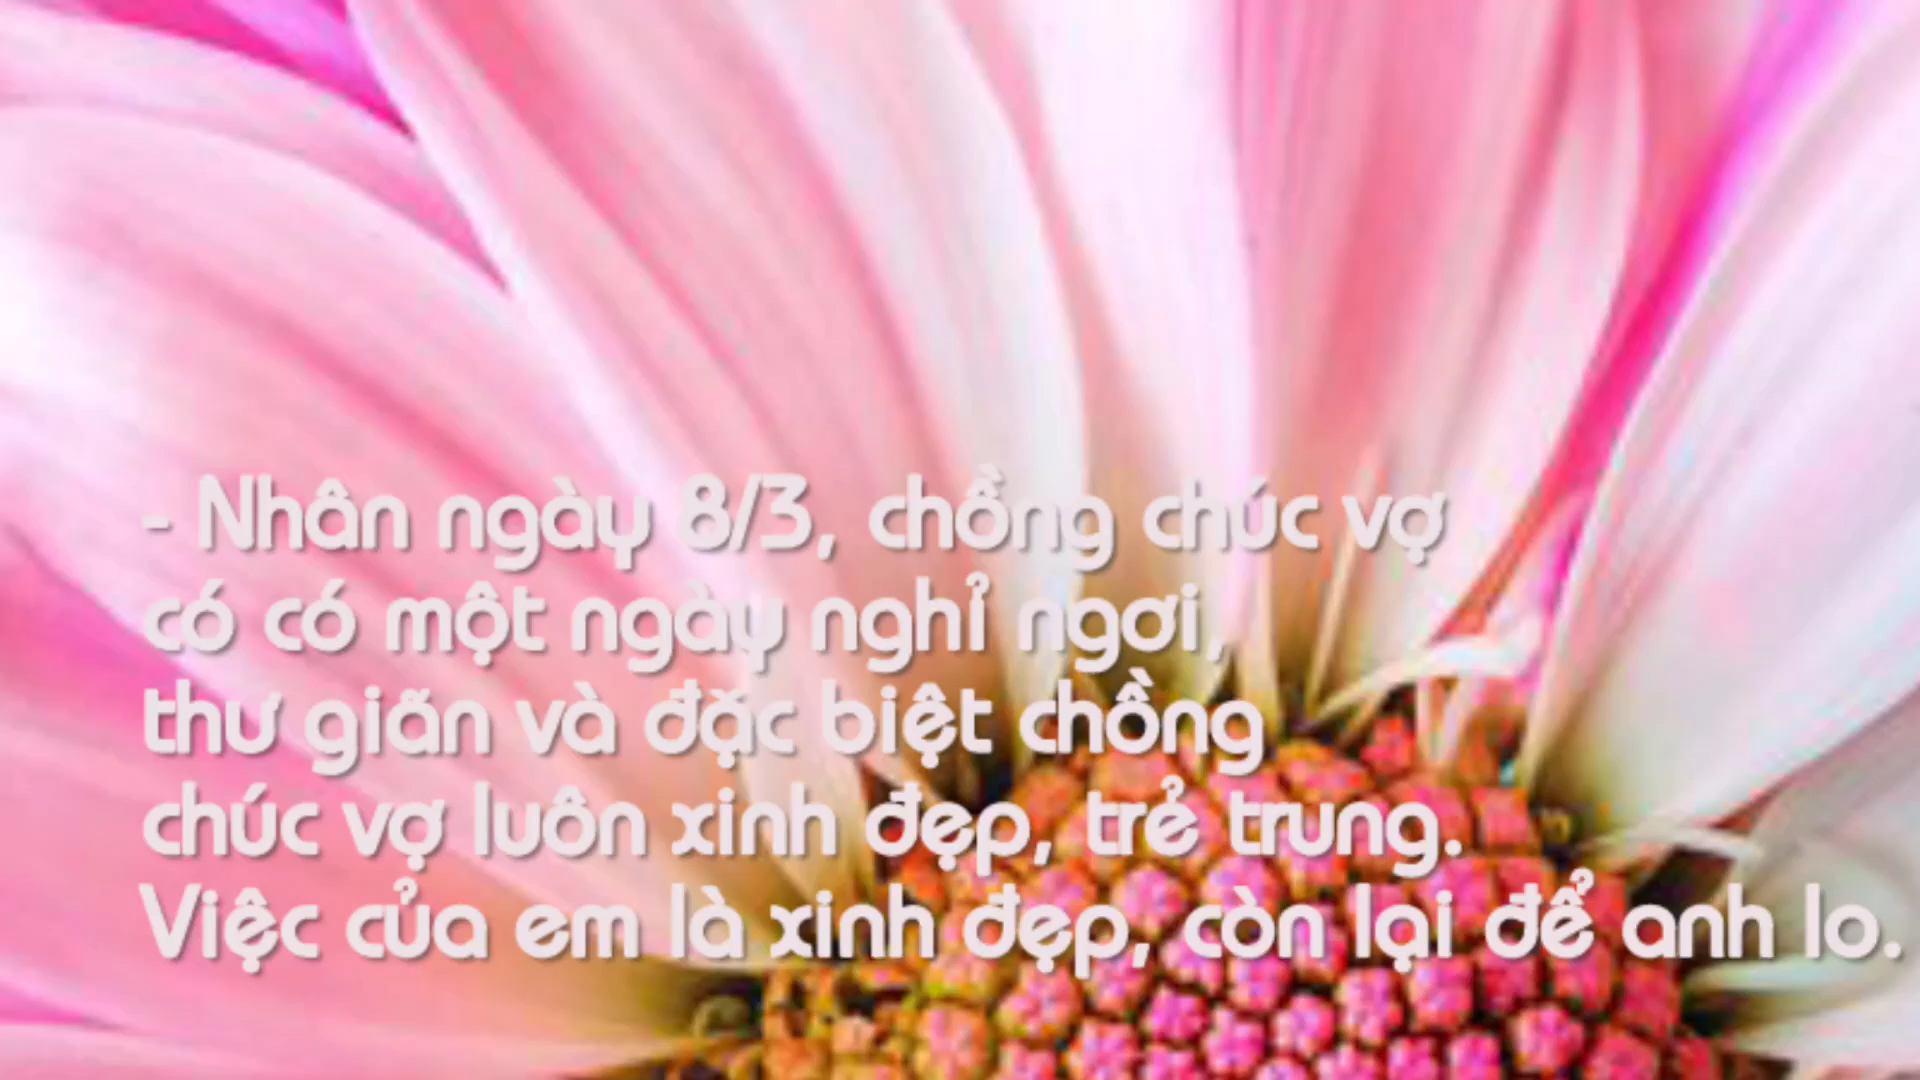 - Nhân ngày 8/3, chồng chúc vợ
có có một ngày nghỉ ngơi,
thư giãn và đặc biệt chồng
chúc vợ luôn xinh đẹp, trẻ trung.
Việc của em là xinh đẹp, còn lại để anh lo.